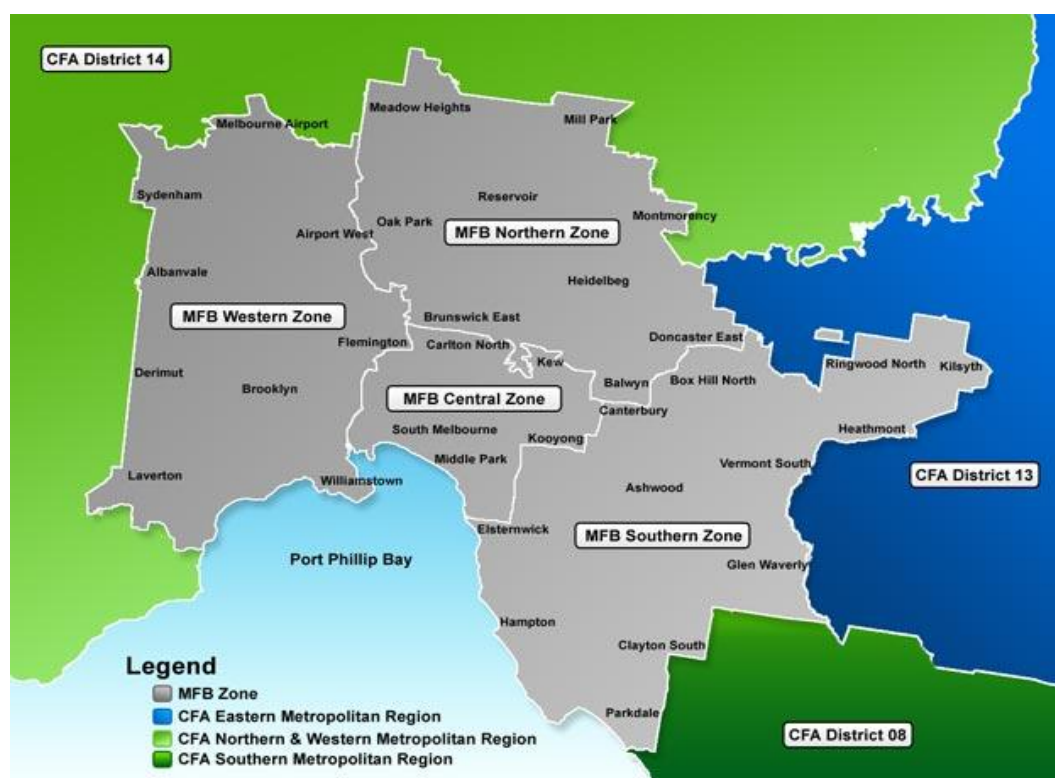 CFA District 14
Meadow Heights
Mill Park
Melbourne Airport
Sydenham
Reservoir
Montmorency
Oak Park
Airport West
MFB Northern Zone
Albanvale
Heidelbeg
MFB Western Zone
Brunswick East
Flemington
Carlton North
Doncaster East
Kew
Ringwood North
Kilsyth
Derimut
Brooklyn
Balwyn
Box Hill North
MFB Central Zone
Canterbury
South Melbourne
Kooyong
Heathmont
Middle Park
Vermont South
Laverton
Williamstown
Ashwood
CFA District 13
Elsternwick
MFB Southern Zone
Port Phillip Bay
Glen Waverly
Hampton
Clayton South
Parkdale
CFA District 08
Legend
MFB Zone
CFA Eastern Metropolitan Region
CFA Northern & Western Metropolitan Region
CFA Southern Metropolitan Region